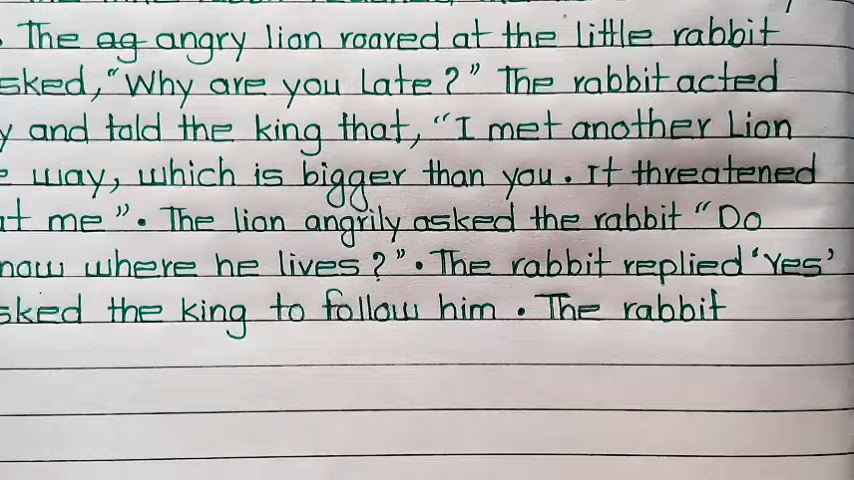 . The ag angry lion roared at the little rabbit
sked, "Why are you late?" The rabbit acted
y and told the king that, "I met another Lion
e way, which is bigger than you. It threatened
at me". The lion angrily asked the rabbit "Do
now where he lives?". The rabbit replied 'Yes'
sked the king to follow him. The rabbit